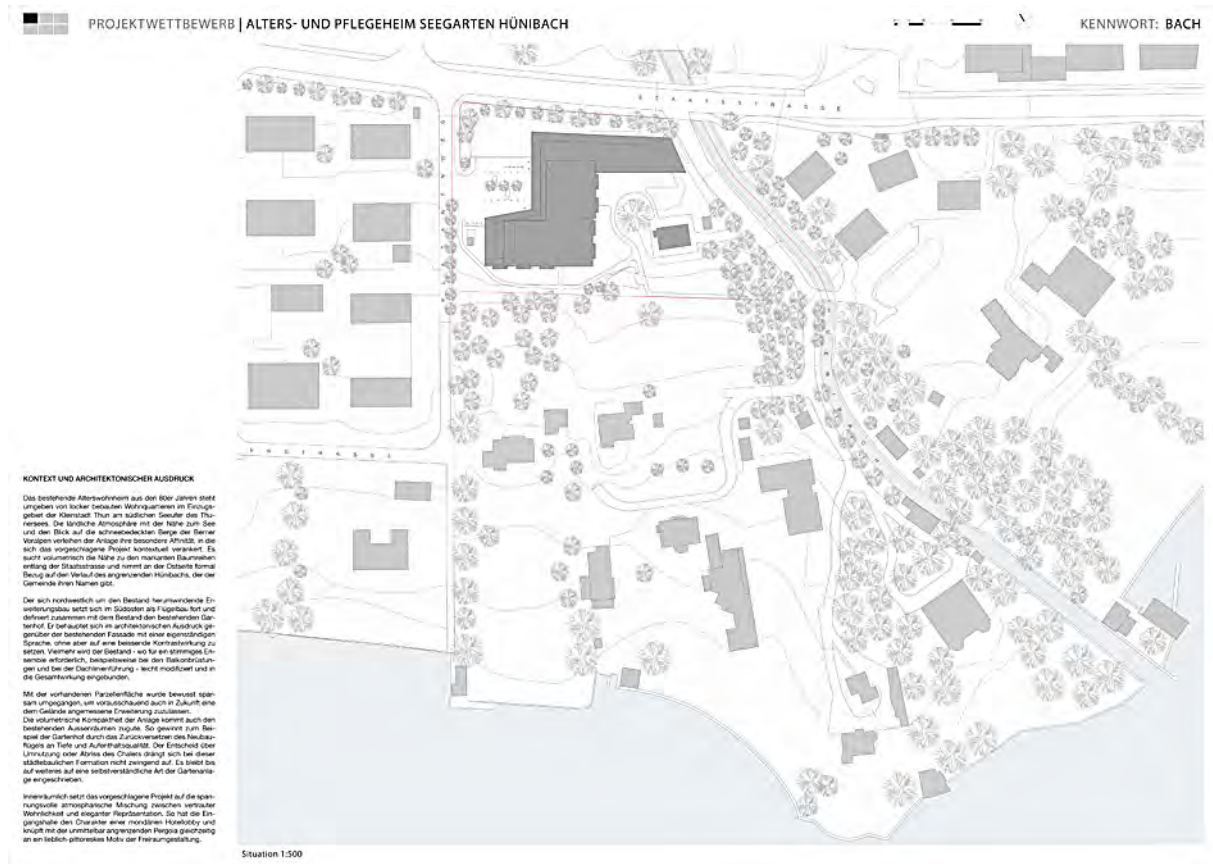 PROJEKTWETTBEWERB | ALTERS- UND PFLEGEHEIM SEEGARTEN HÜNIBACH
KENNWORT: BACH
STAATSSTRASSE
KONTEXT UND ARCHITEKTONISCHER AUSDRUCK
Das bestehende Alterswohnheim aus den 80er Jahren steht
umgeben von locker bebauten Wohnquartieren im Einzugs-
gebiet der Kleinstadt Thun am südlichen Seeufer des Thu-
nersees. Die ländliche Atmosphäre mit der Nähe zum See
und den Blick auf die schneebedeckten Berge der Berner
Voralpen verleihen der Anlage ihre besondere Affinität, in die
sich das vorgeschlagene Projekt kontextuell verankert. Es
sucht volumetrisch die Nähe zu den markanten Baumreihen
entlang der Staatsstrasse und nimmt an der Ostseite formal
Bezug auf den Verlauf des angrenzenden Hünibachs, der der
Gemeinde ihren Namen gibt.
Der sich nordwestlich um den Bestand herumwindende Er-
weiterungsbau setzt sich im Südosten als Flügelbau fort und
definiert zusammen mit dem Bestand den bestehenden Gar-
tenhof. Er behauptet sich im architektonischen Ausdruck ge-
genüber der bestehenden Fassade mit einer eigenständigen
Sprache, ohne aber auf eine beissende Kontrastwirkung zu
setzen. Vielmehr wird der Bestand - wo für ein stimmiges En-
semble erforderlich, beispielsweise bei den Balkonbrüstun-
gen und bei der Dachlinienführung - leicht modifiziert und in
die Gesamtwirkung eingebunden.
Mit der vorhandenen Parzellenfläche wurde bewusst spar-
sam umgegangen, um vorausschauend auch in Zukunft eine
dem Gelände angemessene Erweiterung zuzulassen.
Die volumetrische Kompaktheit der Anlage kommt auch den
bestehenden Aussenräumen zugute. So gewinnt zum Bei-
spiel der Gartenhof durch das Zurückversetzen des Neubau-
flügels an Tiefe und Aufenthaltsqualität. Der Entscheid über
Umnutzung oder Abriss des Chalets drängt sich bei dieser
städtebaulichen Formation nicht zwingend auf. Es bleibt bis
auf weiteres auf eine selbstverständliche Art der Gartenanla-
ge eingeschrieben.
Innenräumlich setzt das vorgeschlagene Projekt auf die span-
nungsvolle atmosphärische Mischung zwischen vertrauter
Wohnlichkeit und eleganter Repräsentation. So hat die Ein-
gangshalle den Charakter einer mondänen Hotellobby und
knüpft mit der unmittelbar angrenzenden Pergola gleichzeitig
an ein lieblich-pittoreskes Motiv der Freiraumgestaltung.
Situation 1:500